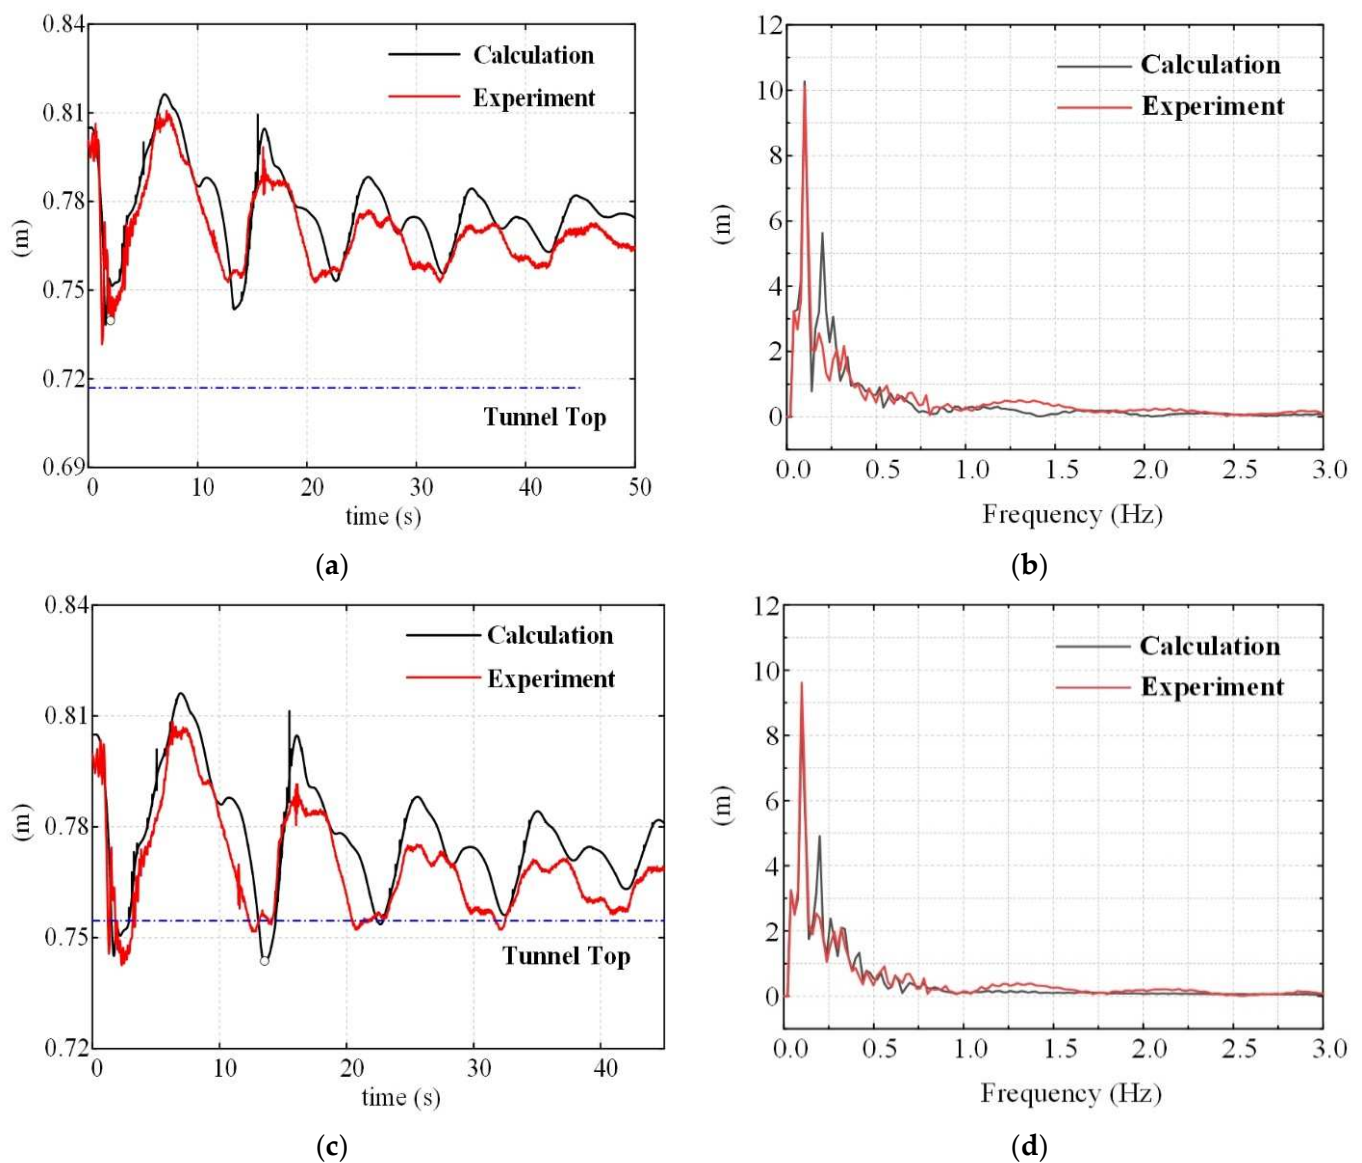 0.84
0.81
0.78
0.75
0.72
0.69
(m)
Calculation
Experiment
Tunnel Top
0 10 20 30 40 50
time (s)
(a)
12
10
8
6
4
2
0
(m)
Calculation
Experiment
0.0 0.5 1.0 1.5 2.0 2.5 3.0
Frequency (Hz)
(b)
0.84
0.81
0.78
0.75
0.72
(m)
Calculation
Experiment
Tunnel Top
0 10 20 30 40
time (s)
(c)
12
10
8
6
4
2
0
(m)
Calculation
Experiment
0.0 0.5 1.0 1.5 2.0 2.5 3.0
Frequency (Hz)
(d)